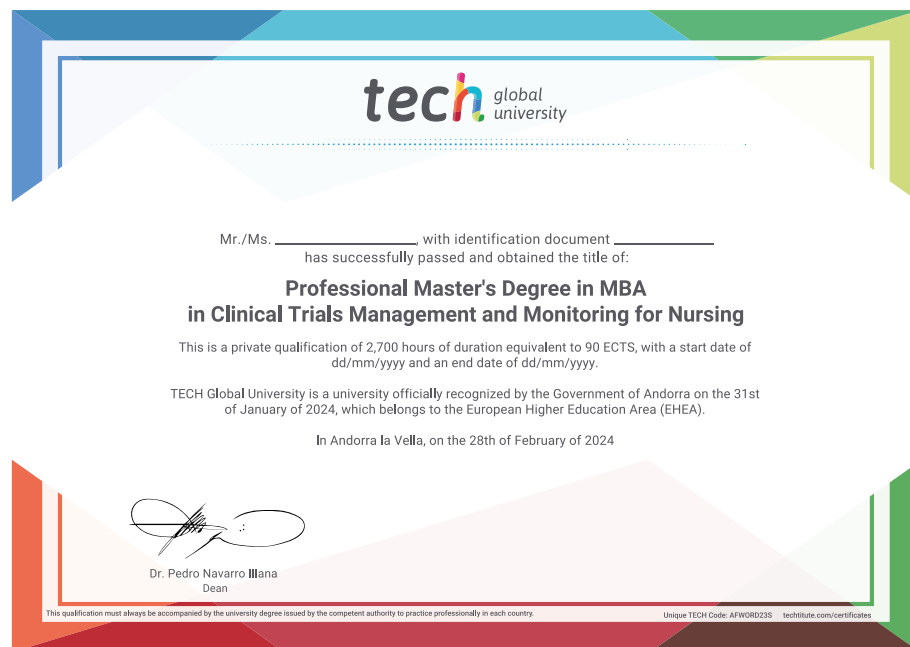 tech global university
Mr./Ms. ________________, with identification document ____________
has successfully passed and obtained the title of:
Professional Master's Degree in MBA
in Clinical Trials Management and Monitoring for Nursing
This is a private qualification of 2,700 hours of duration equivalent to 90 ECTS, with a start date of
dd/mm/yyyy and an end date of dd/mm/yyyy.
TECH Global University is a university officially recognized by the Government of Andorra on the 31st
of January of 2024, which belongs to the European Higher Education Area (EHEA).
In Andorra la Vella, on the 28th of February of 2024
Dr. Pedro Navarro Illana
Dean
This qualification must always be accompanied by the university degree issued by the competent authority to practice professionally in each country.
Unique TECH Code: AFWORD23S techtitute.com/certificates